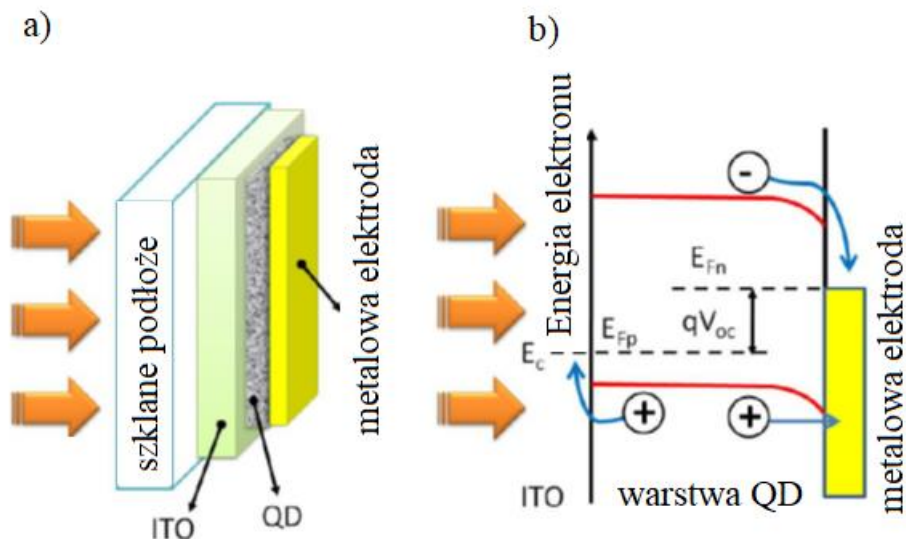 a)
szklane podłoże
ITO
QD
metalowa elektroda
b)
Energia elektronu
-
E_Fn
qV_oc
E_Fp
E_c
+
+
ITO
warstwa QD
metalowa elektroda